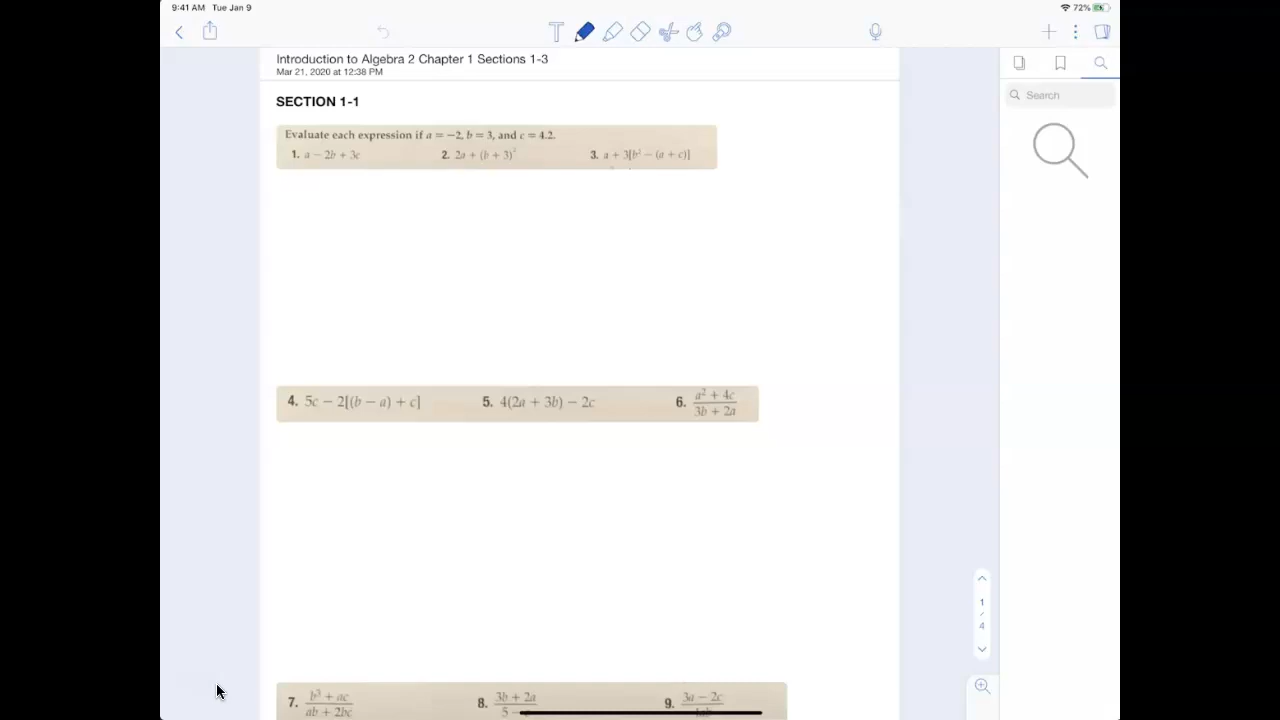 9:41 AM Tue Jan 9
72%
Introduction to Algebra 2 Chapter 1 Sections 1-3
Mar 21, 2020 at 12:38 PM
Search
SECTION 1-1
Evaluate each expression if a = −2, b = 3, and c = 4.2.
1. a − 2b + 3c 2. 2a + (b + 3)² 3. a + 3[b² − (a + c)]
4. 5c − 2[(b − a) + c] 5. 4(2a + 3b) − 2c 6. a² + 4c
3b + 2a
1
/
4
7. b³ + ac 8. 3b + 2a 9. 3a − 2c
ab + 2bc 5 −